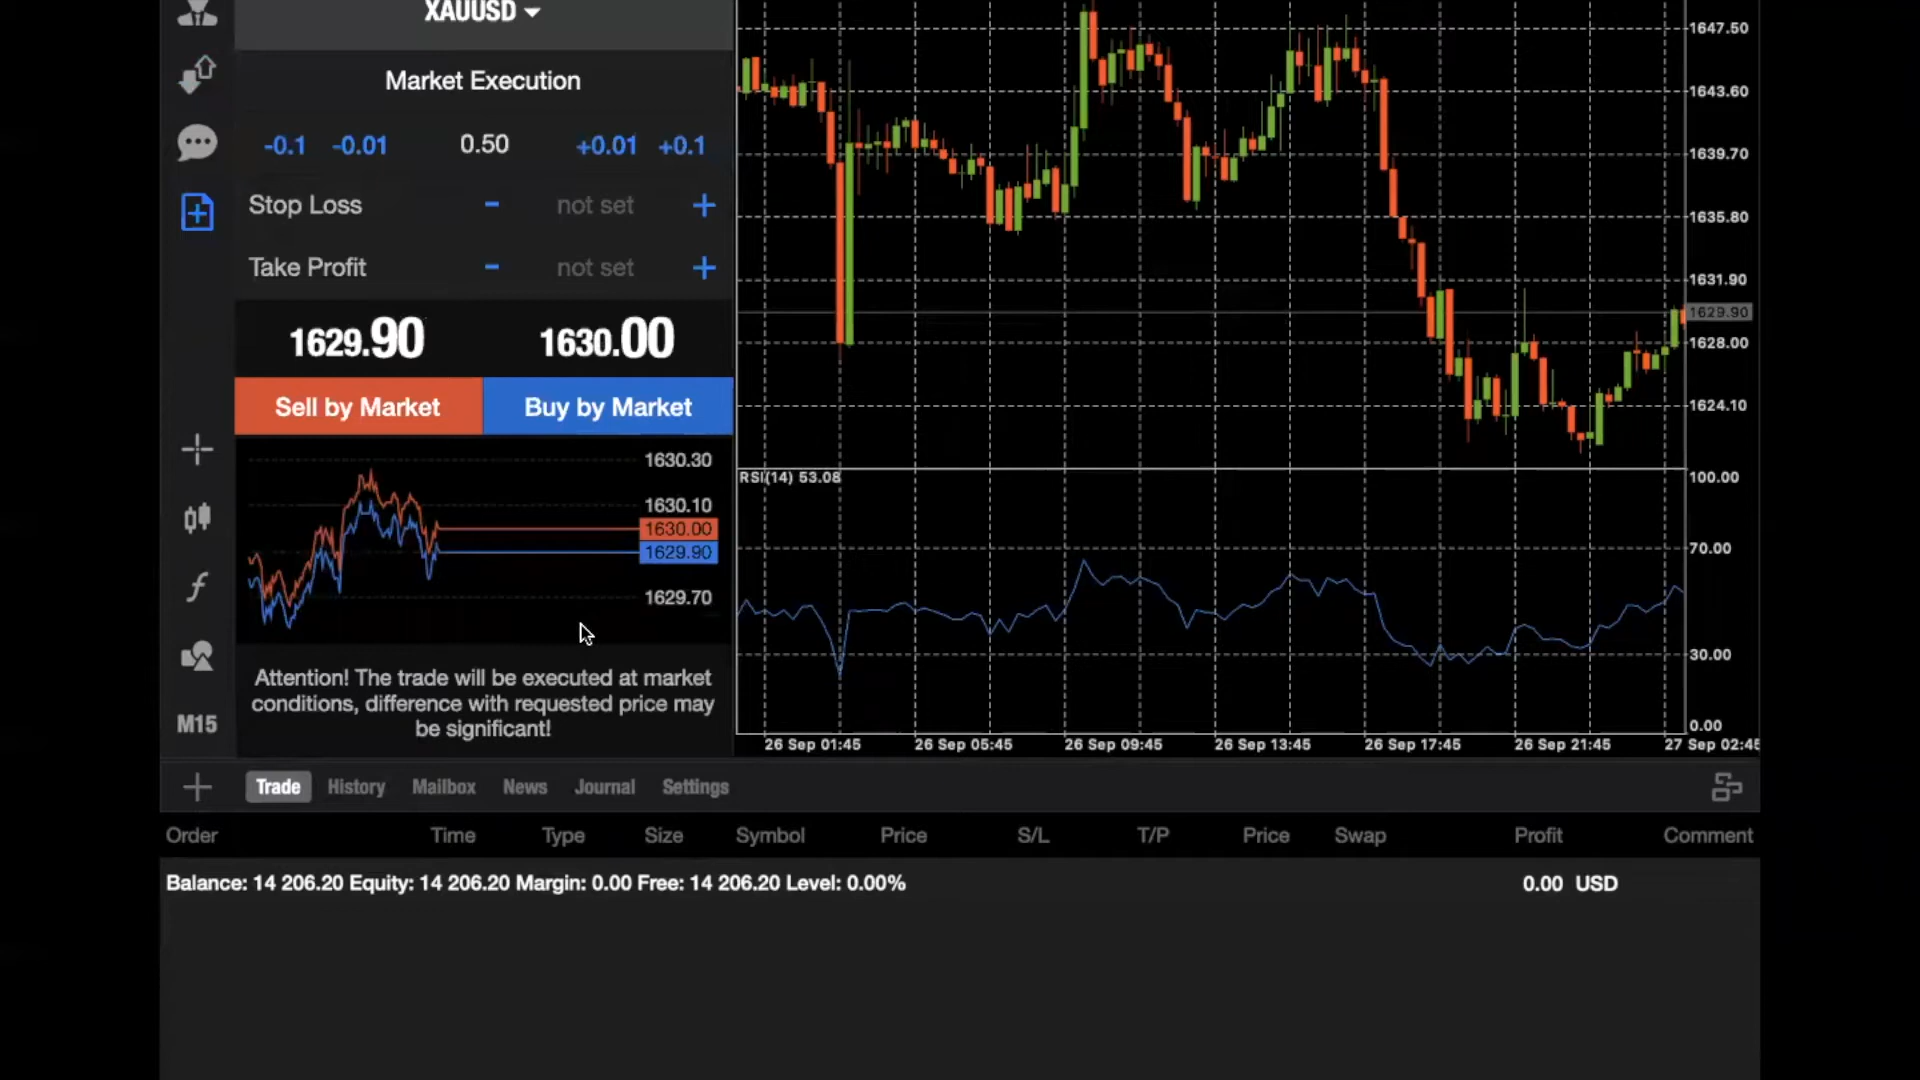 XAUUSD
Market Execution
-0.1 -0.01 0.50 +0.01 +0.1
Stop Loss - not set +
Take Profit - not set +
1629.90 1630.00
Sell by Market Buy by Market
1630.30
1630.10
1630.00
1629.90
1629.70
Attention! The trade will be executed at market
conditions, difference with requested price may
be significant!
M15
1647.50
1643.60
1639.70
1635.80
1631.90
1629.90
1628.00
1624.10
RSI(14) 53.08
100.00
70.00
30.00
0.00
26 Sep 01:45 26 Sep 05:45 26 Sep 09:45 26 Sep 13:45 26 Sep 17:45 26 Sep 21:45 27 Sep 02:45
Trade History Mailbox News Journal Settings
Order Time Type Size Symbol Price S/L T/P Price Swap Profit Comment
Balance: 14 206.20 Equity: 14 206.20 Margin: 0.00 Free: 14 206.20 Level: 0.00% 0.00 USD